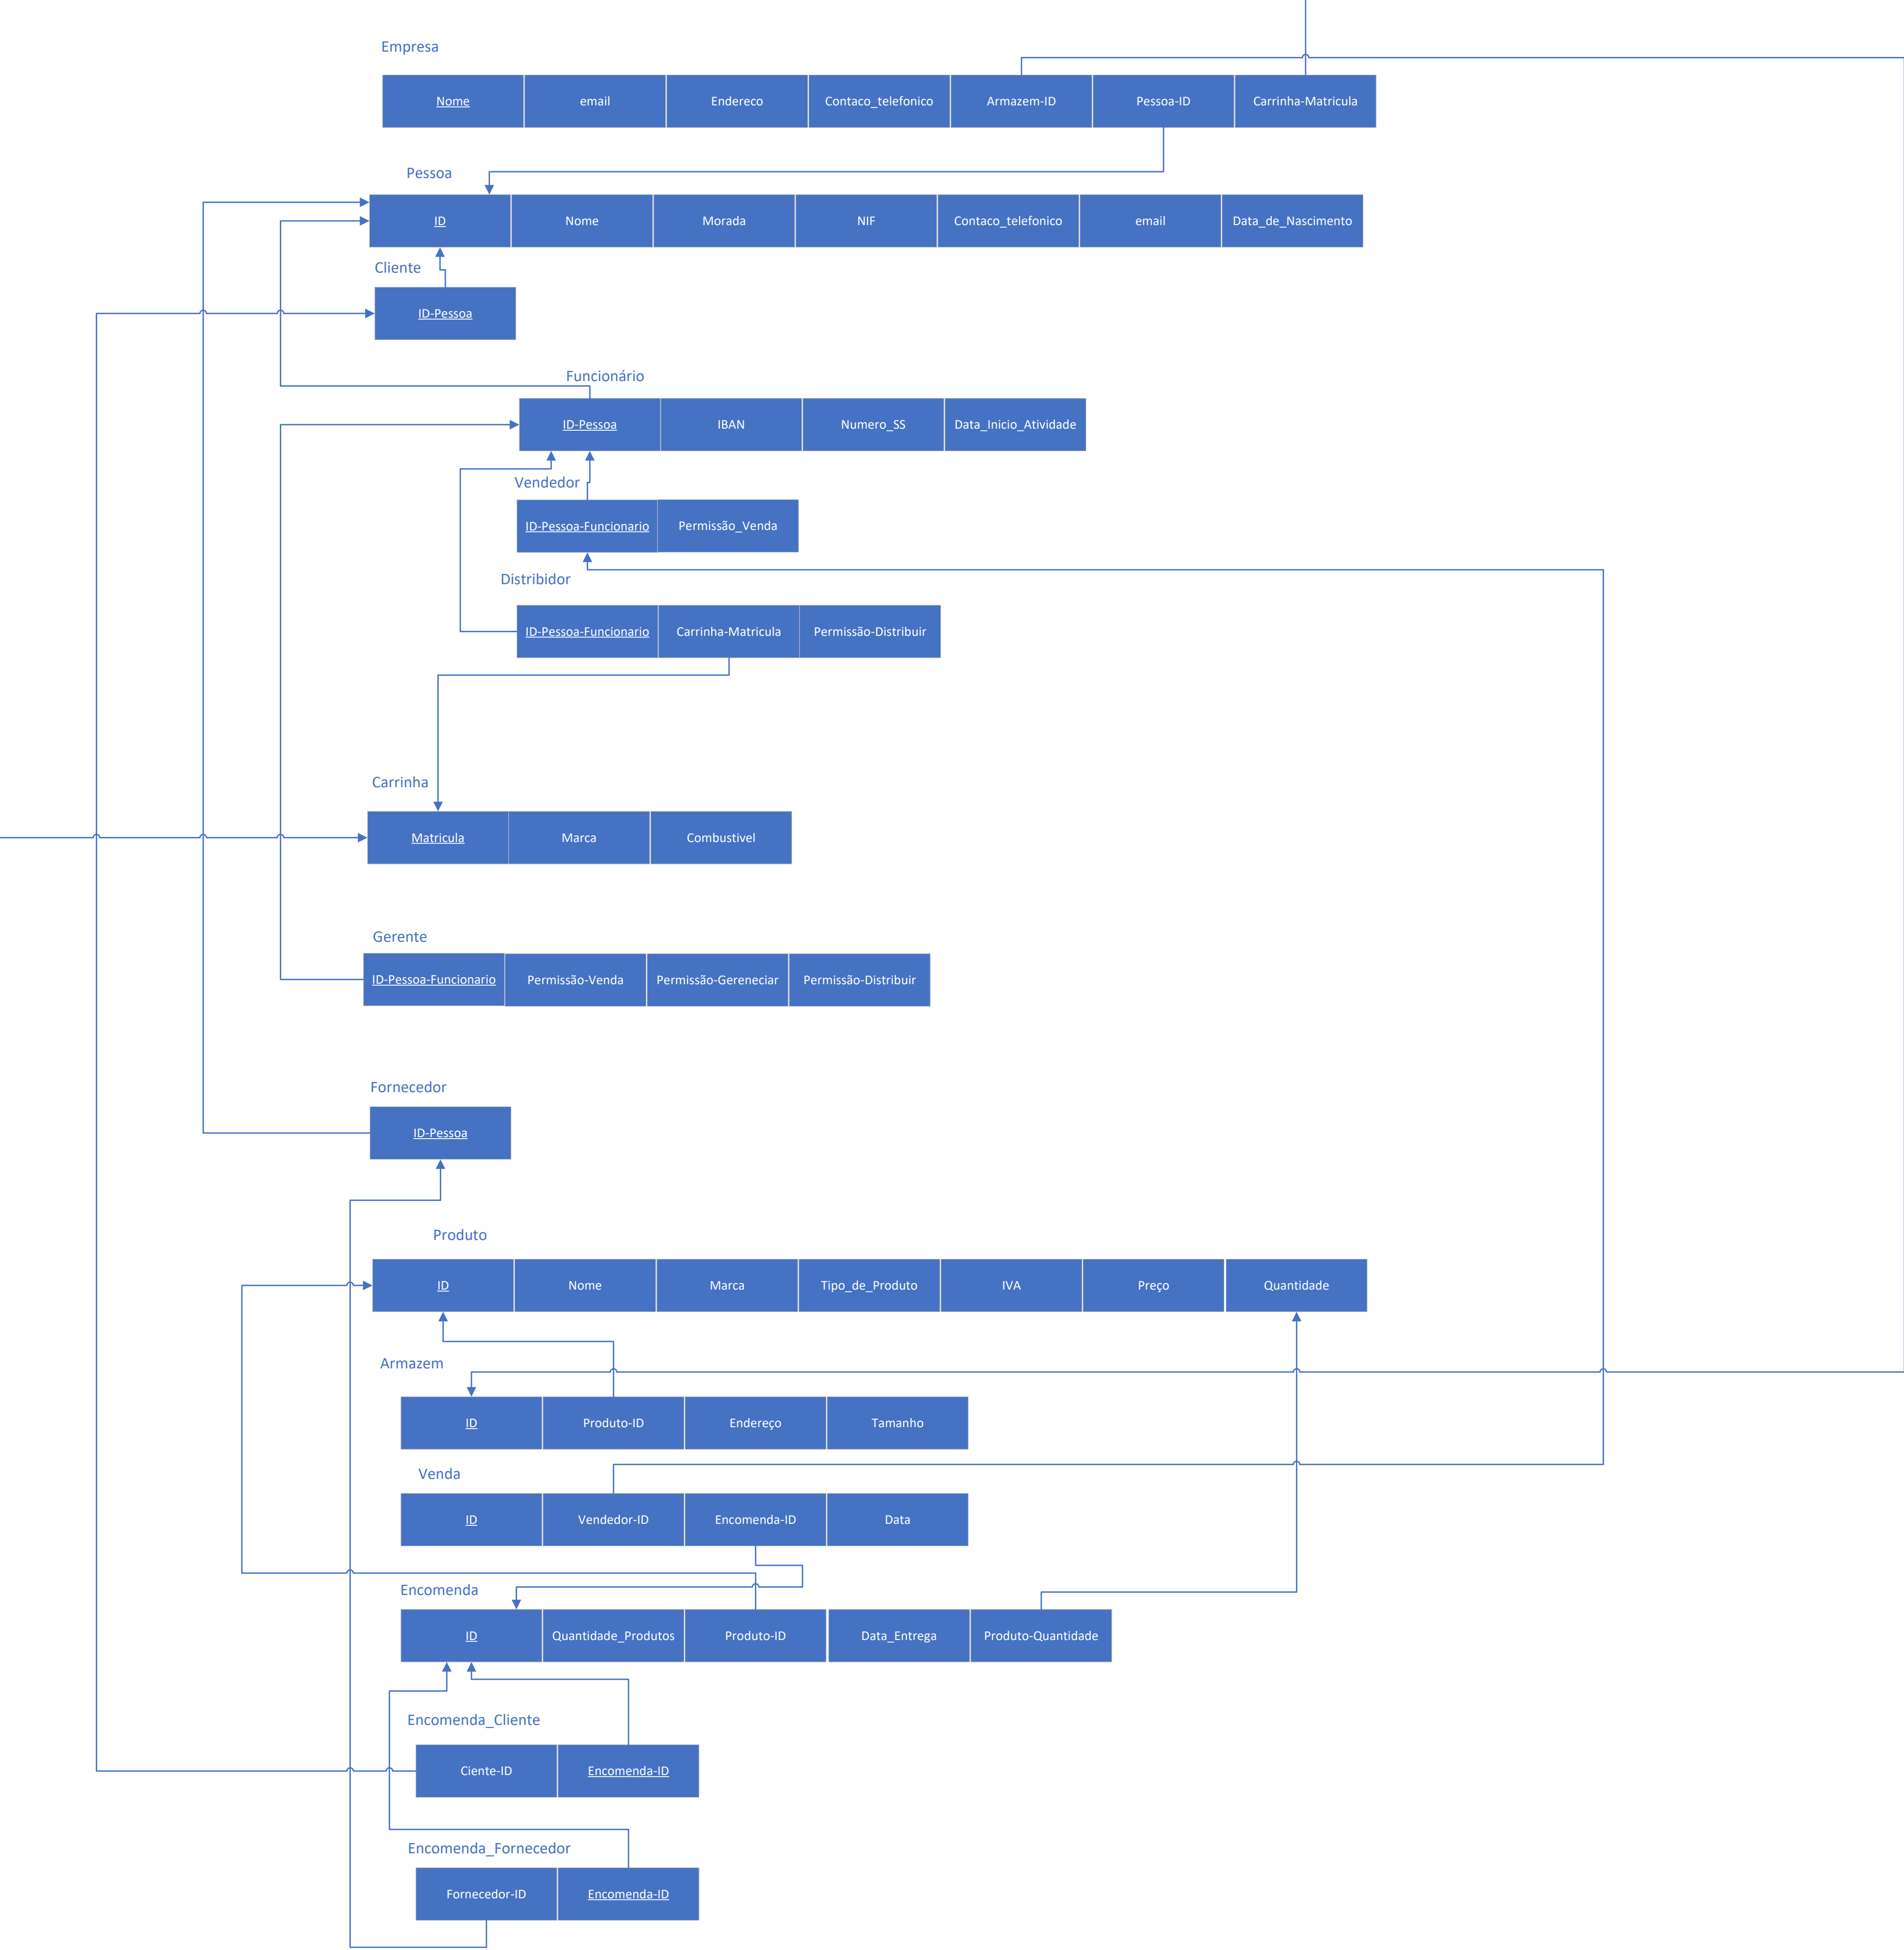 Empresa
Nome email Endereco Contaco_telefonico Armazem-ID Pessoa-ID Carrinha-Matricula
Pessoa
ID Nome Morada NIF Contaco_telefonico email Data_de_Nascimento
Cliente
ID-Pessoa
Funcionário
ID-Pessoa IBAN Numero_SS Data_Inicio_Atividade
Vendedor
ID-Pessoa-Funcionario Permissão_Venda
Distribidor
ID-Pessoa-Funcionario Carrinha-Matricula Permissão-Distribuir
Carrinha
Matricula Marca Combustivel
Gerente
ID-Pessoa-Funcionario Permissão-Venda Permissão-Gereneciar Permissão-Distribuir
Fornecedor
ID-Pessoa
Produto
ID Nome Marca Tipo_de_Produto IVA Preço Quantidade
Armazem
ID Produto-ID Endereço Tamanho
Venda
ID Vendedor-ID Encomenda-ID Data
Encomenda
ID Quantidade_Produtos Produto-ID Data_Entrega Produto-Quantidade
Encomenda_Cliente
Ciente-ID Encomenda-ID
Encomenda_Fornecedor
Fornecedor-ID Encomenda-ID